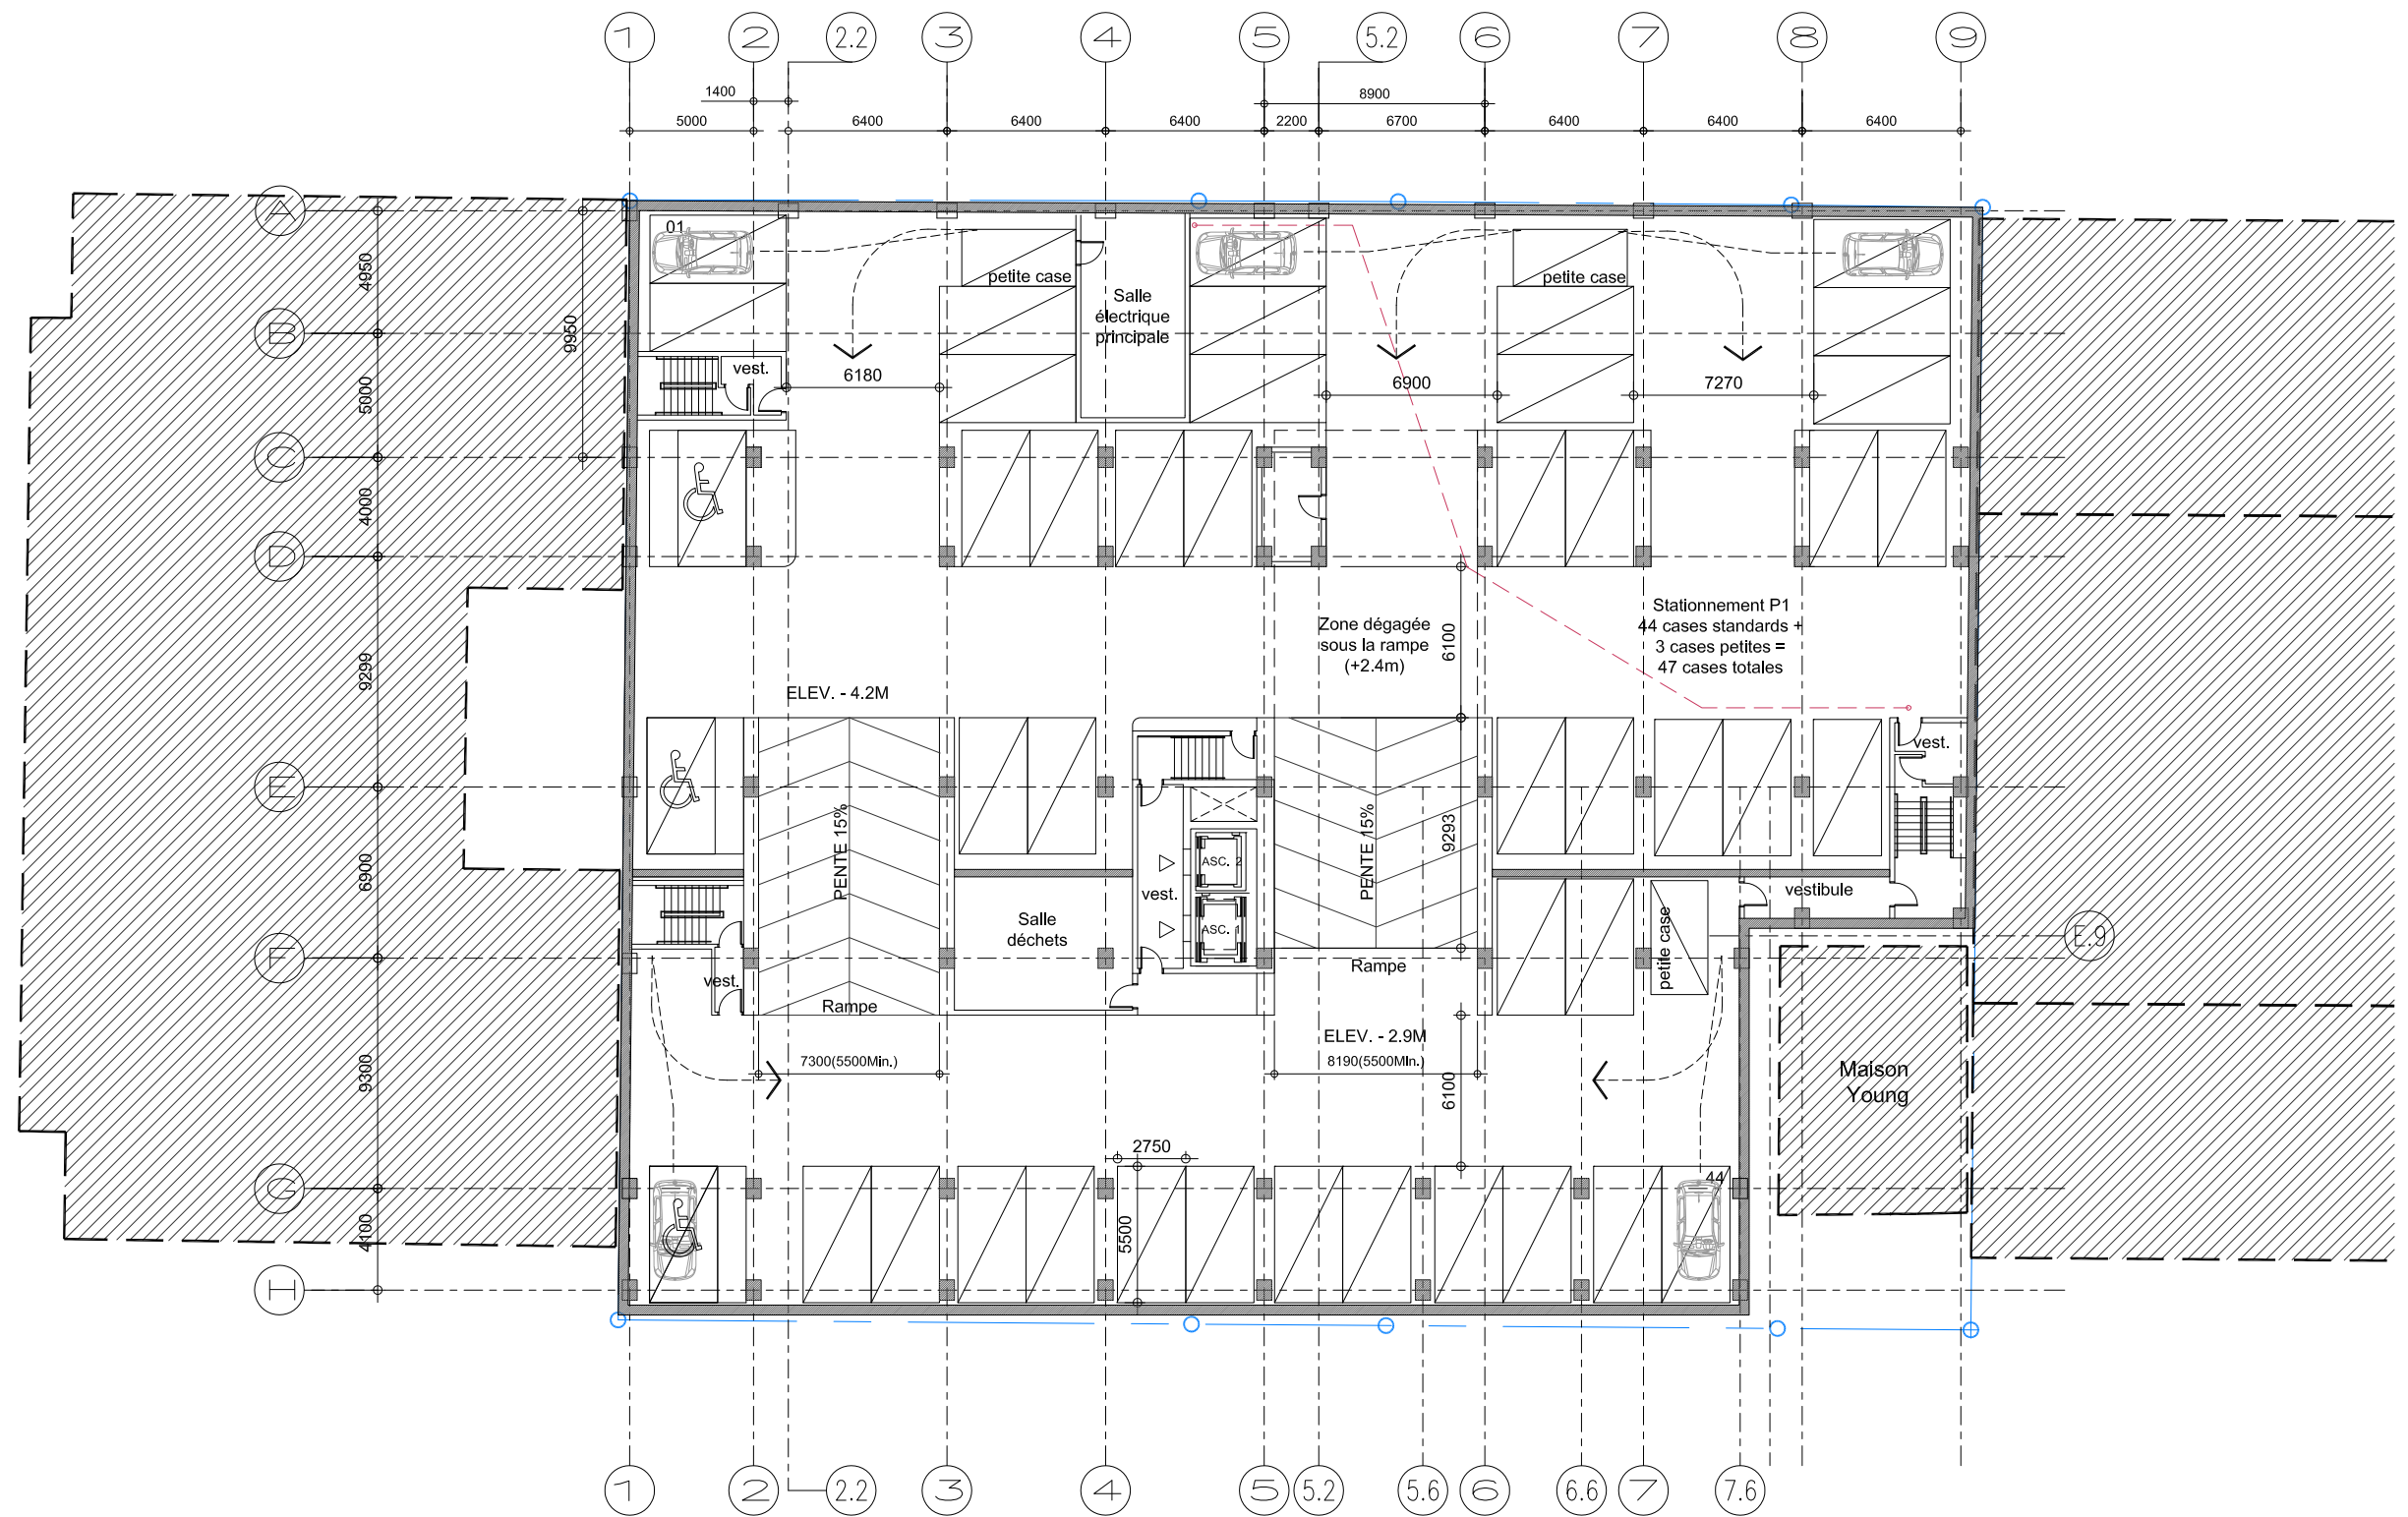 1 2 2.2 3 4 5 5.2 6 7 8 9
1400 8900
5000 6400 6400 6400 2200 6700 6400 6400 6400
A
B
C
D
E
F
G
H
4950
5000
4000
9299
6900
9300
4100
9950
01
petite case
Salle
électrique
principale
petite case
vest.
6180
6900
7270
Zone dégagée
sous la rampe
(+2.4m)
6100
Stationnement P1
44 cases standards +
3 cases petites =
47 cases totales
ELEV. - 4.2M
PENTE 15%
PENTE 15%
9293
vest.
ASC. 2
ASC. 1
vest.
vestibule
petite case
Salle
déchets
vest.
Rampe
Rampe
E.9
ELEV. - 2.9M
7300(5500MIn.)
8190(5500MIn.)
6100
Maison
Young
2750
5500
44
1 2 2.2 3 4 5 5.2 5.6 6 6.6 7 7.6